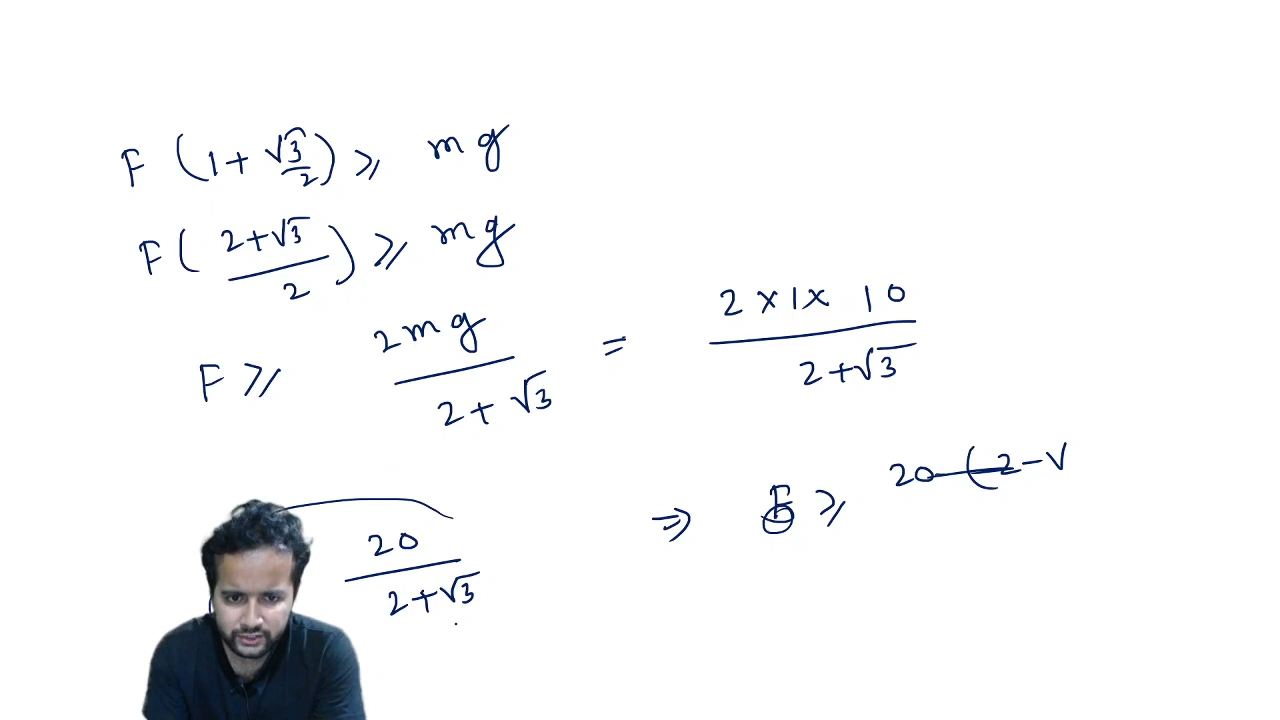 F (1 + √3/2) ⩾ mg
F ( (2+√3)/2 ) ⩾ mg
F ⩾ 2mg/(2+√3) = (2 × 1 × 10)/(2+√3)
20/(2+√3) ⇒ F ⩾ 20 (2 - √